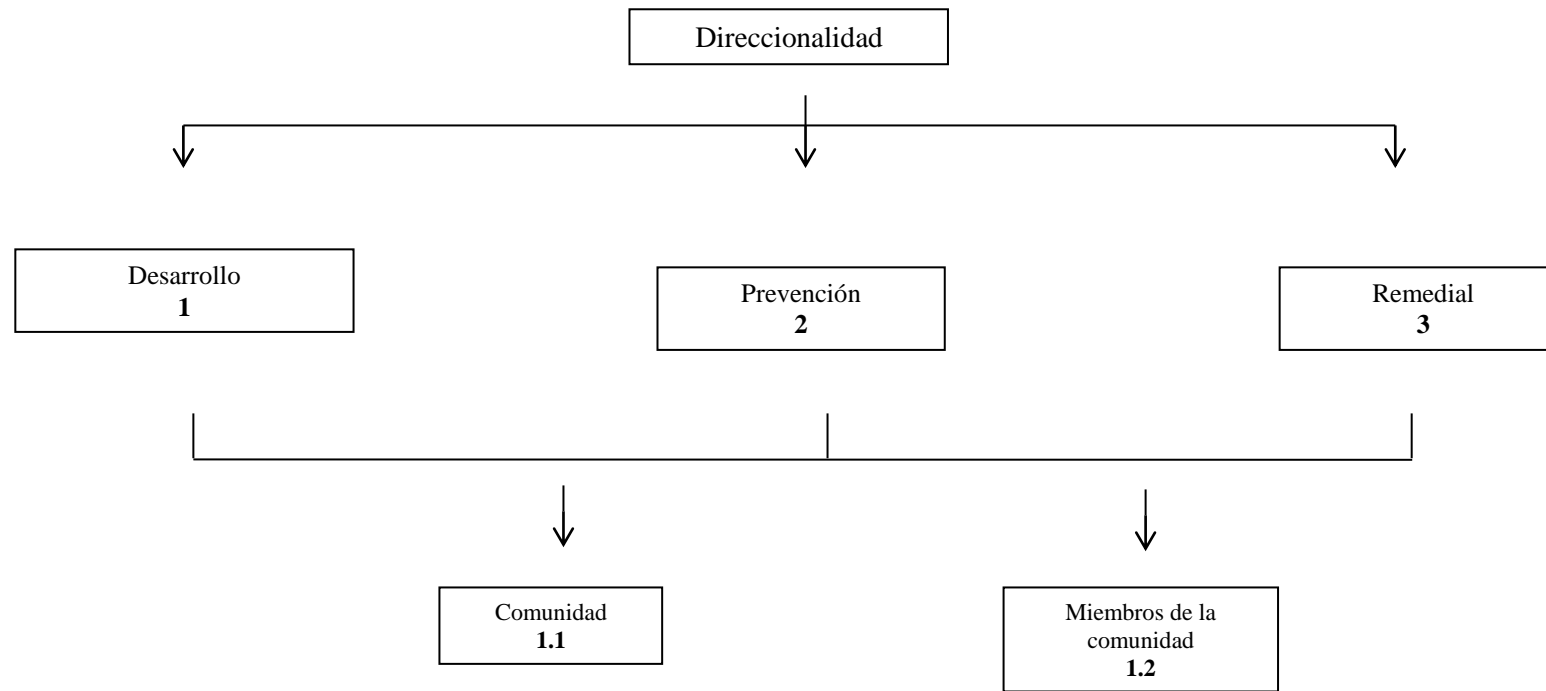 Direccionalidad
Desarrollo
1
Prevención
2
Remedial
3
Comunidad
1.1
Miembros de la
comunidad
1.2